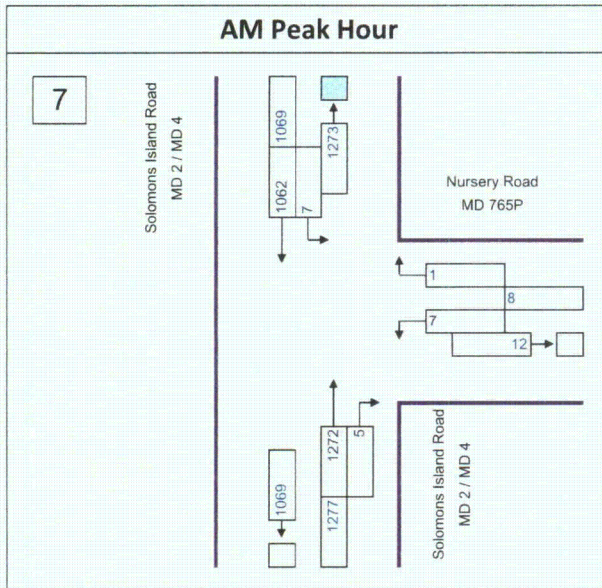 AM Peak Hour
7
Solomons Island Road
MD 2 / MD 4
1069
1062
7
1273
Nursery Road
MD 765P
1
8
7
12
1272
5
1277
1069
Solomons Island Road
MD 2 / MD 4